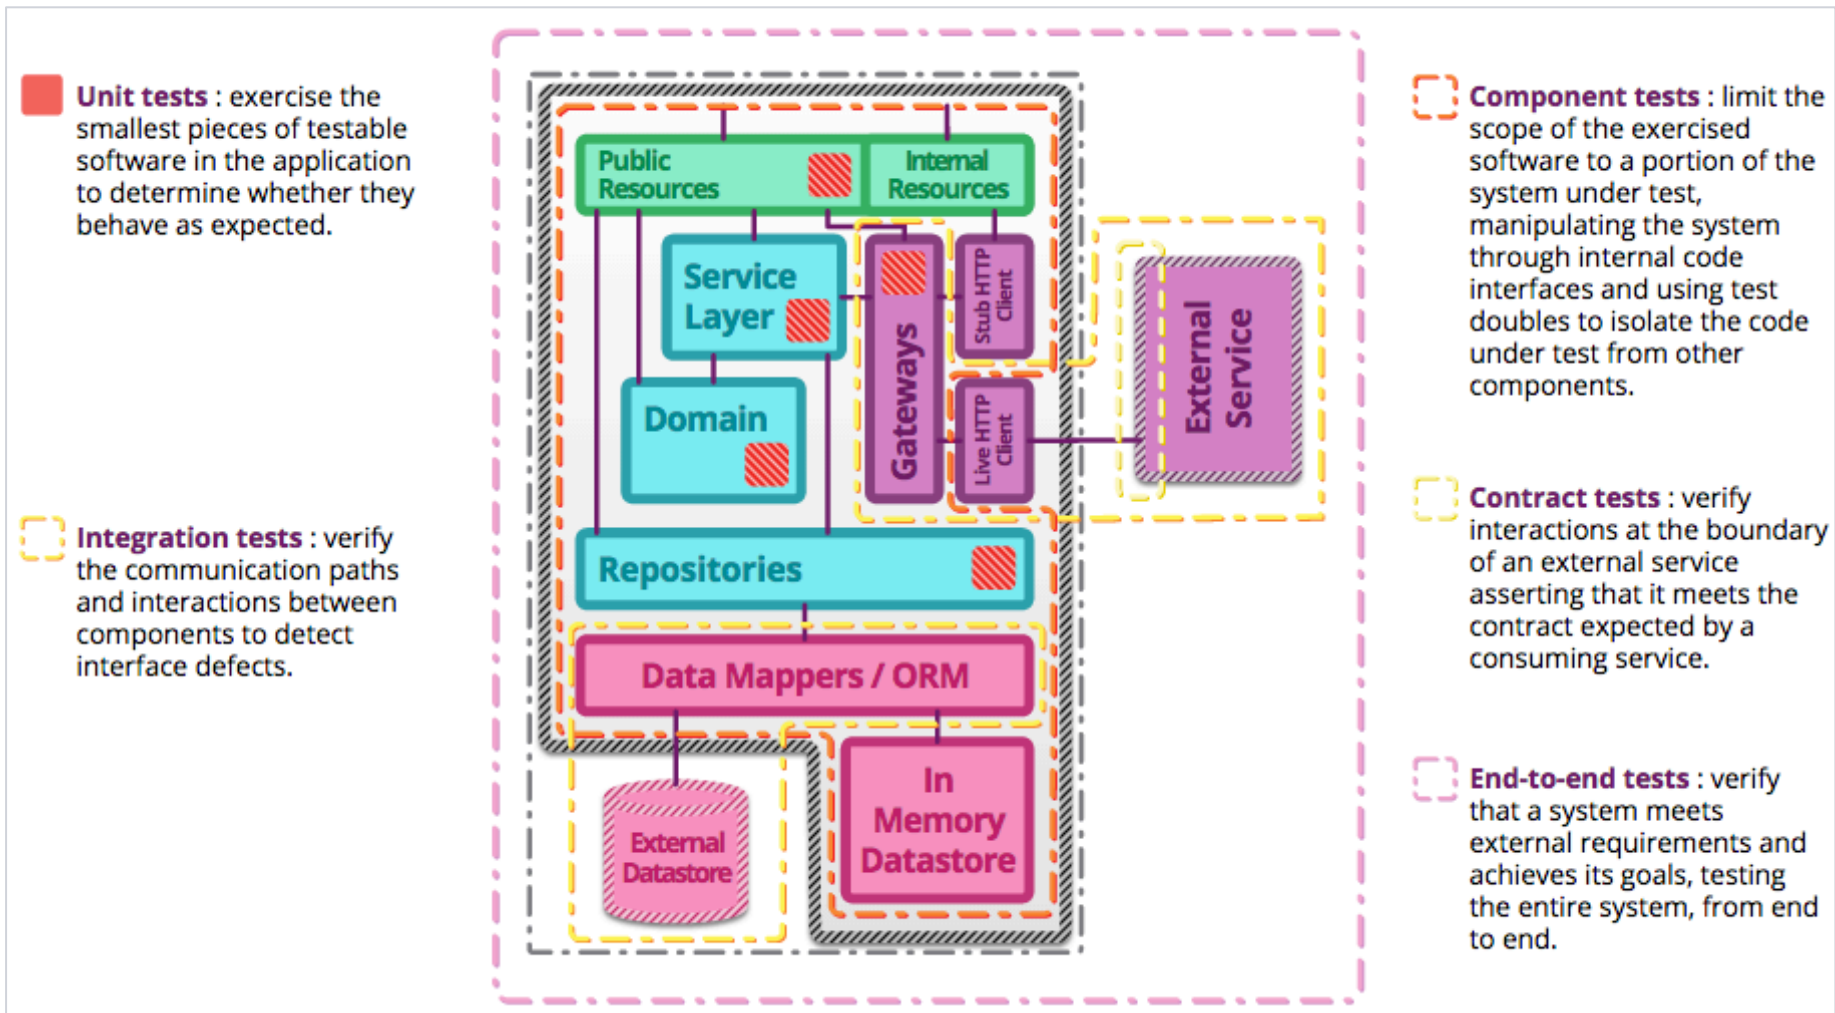 Unit tests : exercise the
smallest pieces of testable
software in the application
to determine whether they
behave as expected.
Integration tests : verify
the communication paths
and interactions between
components to detect
interface defects.
Public
Resources
Internal
Resources
Service
Layer
Gateways
Stub HTTP
Client
Domain
Live HTTP
Client
External
Service
Repositories
Data Mappers / ORM
External
Datastore
In
Memory
Datastore
Component tests : limit the
scope of the exercised
software to a portion of the
system under test,
manipulating the system
through internal code
interfaces and using test
doubles to isolate the code
under test from other
components.
Contract tests : verify
interactions at the boundary
of an external service
asserting that it meets the
contract expected by a
consuming service.
End-to-end tests : verify
that a system meets
external requirements and
achieves its goals, testing
the entire system, from end
to end.